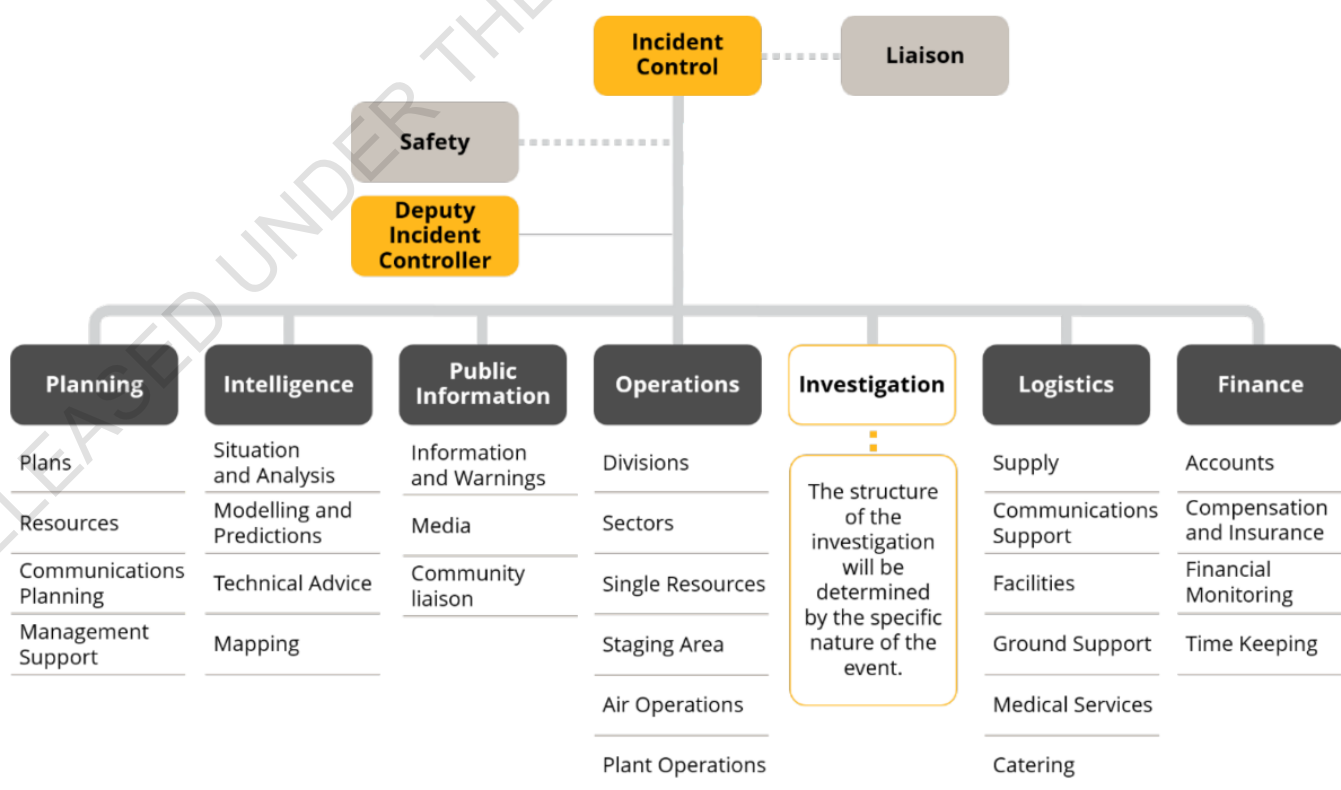 RELEASED UNDER THE
Incident
Control
Liaison
Safety
Deputy
Incident
Controller
Planning
Plans
Resources
Communications
Planning
Management
Support
Intelligence
Situation
and Analysis
Modelling and
Predictions
Technical Advice
Mapping
Public
Information
Information
and Warnings
Media
Community
liaison
Operations
Divisions
Sectors
Single Resources
Staging Area
Air Operations
Plant Operations
Investigation
The structure
of the
investigation
will be
determined
by the specific
nature of the
event.
Logistics
Supply
Communications
Support
Facilities
Ground Support
Medical Services
Catering
Finance
Accounts
Compensation
and Insurance
Financial
Monitoring
Time Keeping